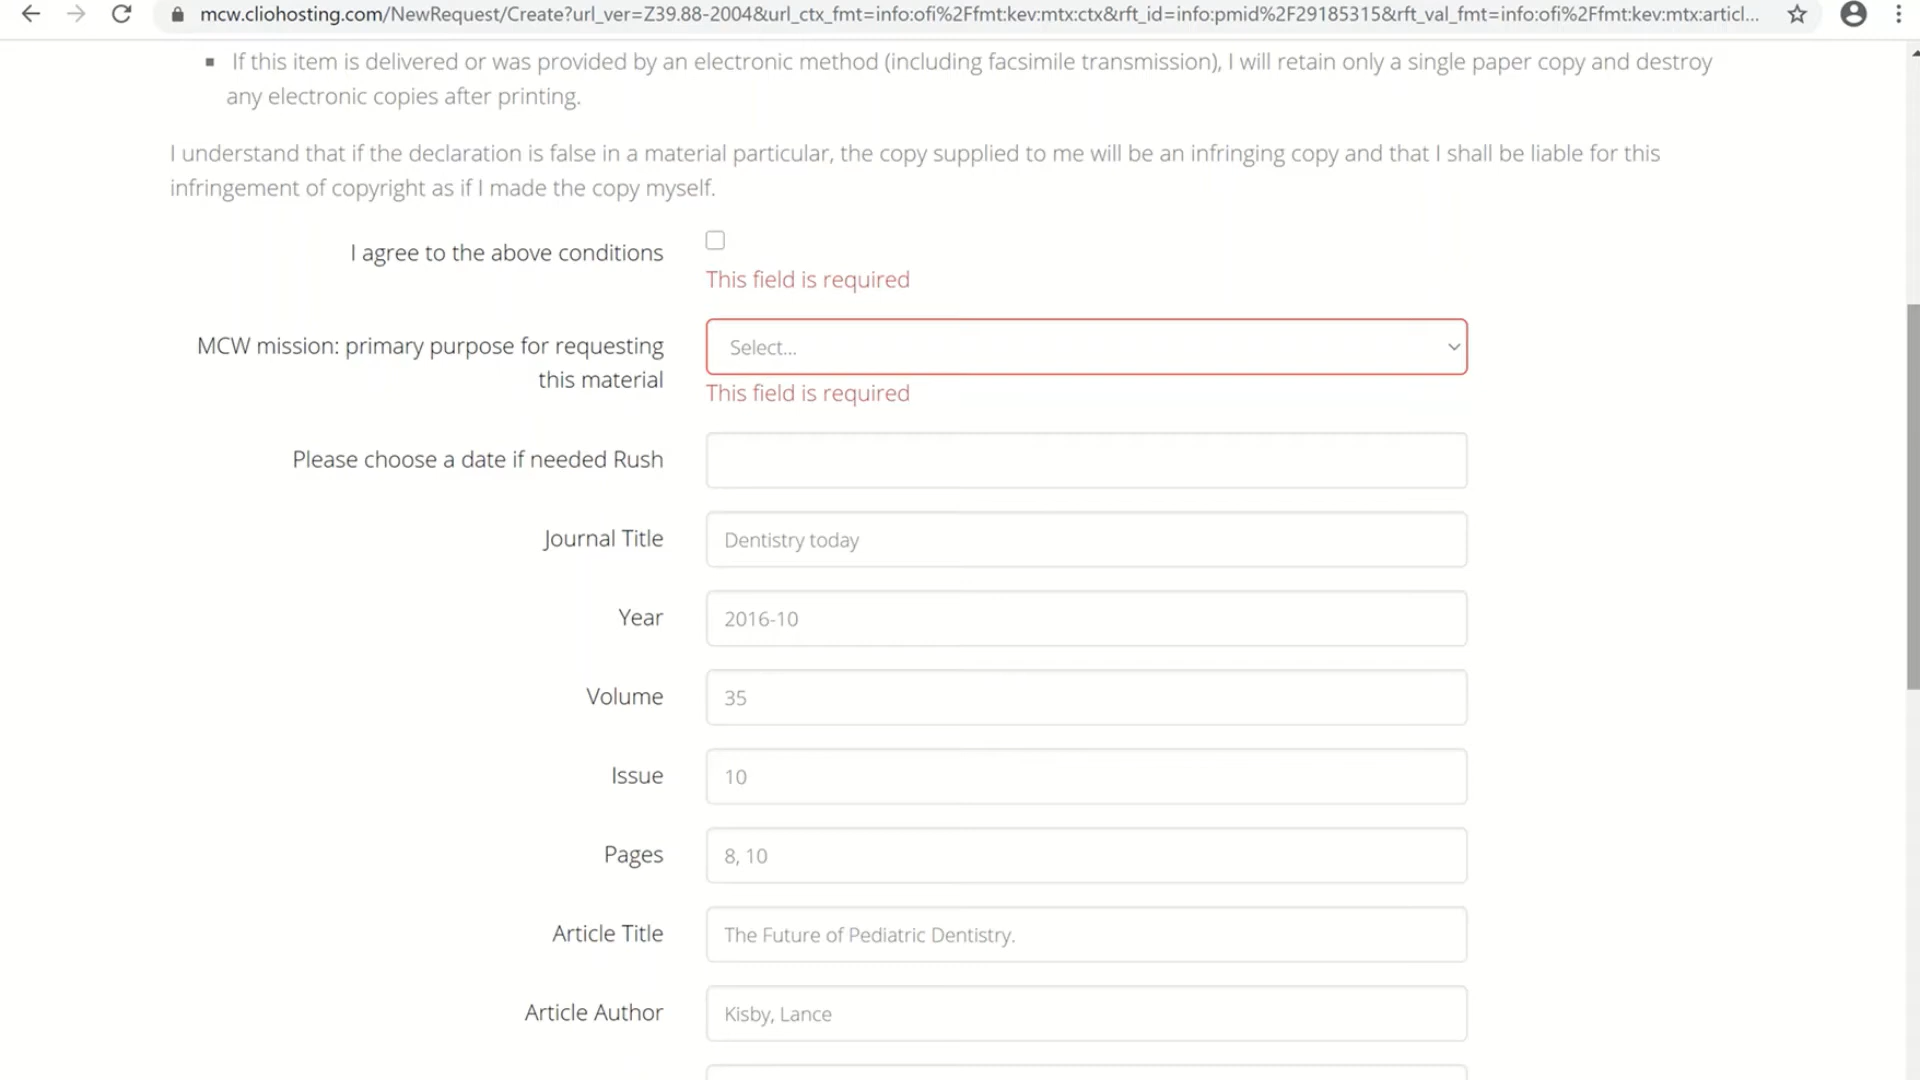 mcw.cliohosting.com/NewRequest/Create?url_ver=Z39.88-2004&url_ctx_fmt=info:ofi%2Ffmt:kev:mtx:ctx&rft_id=info:pmid%2F29185315&rft_val_fmt=info:ofi%2Ffmt:kev:mtx:articl...
▪ If this item is delivered or was provided by an electronic method (including facsimile transmission), I will retain only a single paper copy and destroy
any electronic copies after printing.
I understand that if the declaration is false in a material particular, the copy supplied to me will be an infringing copy and that I shall be liable for this
infringement of copyright as if I made the copy myself.
I agree to the above conditions
This field is required
MCW mission: primary purpose for requesting
this material
Select...
This field is required
Please choose a date if needed Rush
Journal Title
Dentistry today
Year
2016-10
Volume
35
Issue
10
Pages
8, 10
Article Title
The Future of Pediatric Dentistry.
Article Author
Kisby, Lance